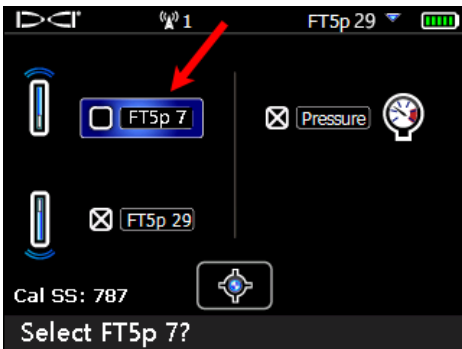 DCI
1
FT5p 29
FT5p 7
Pressure
FT5p 29
Cal SS: 787
Select FT5p 7?